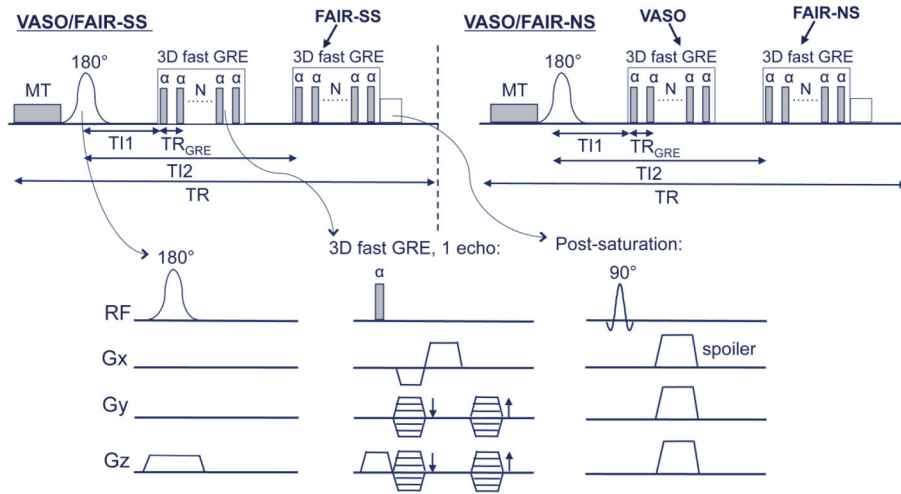 VASO/FAIR-SS
FAIR-SS
VASO/FAIR-NS
VASO
FAIR-NS
180° 3D fast GRE 3D fast GRE
180° 3D fast GRE 3D fast GRE
α α α α α α α α
α α α α α α α α
MT N N
MT N N
TI1 TR_GRE
TI1 TR_GRE
TI2
TI2
TR
TR
3D fast GRE, 1 echo:
Post-saturation:
180° α 90°
RF
Gx spoiler
Gy
Gz